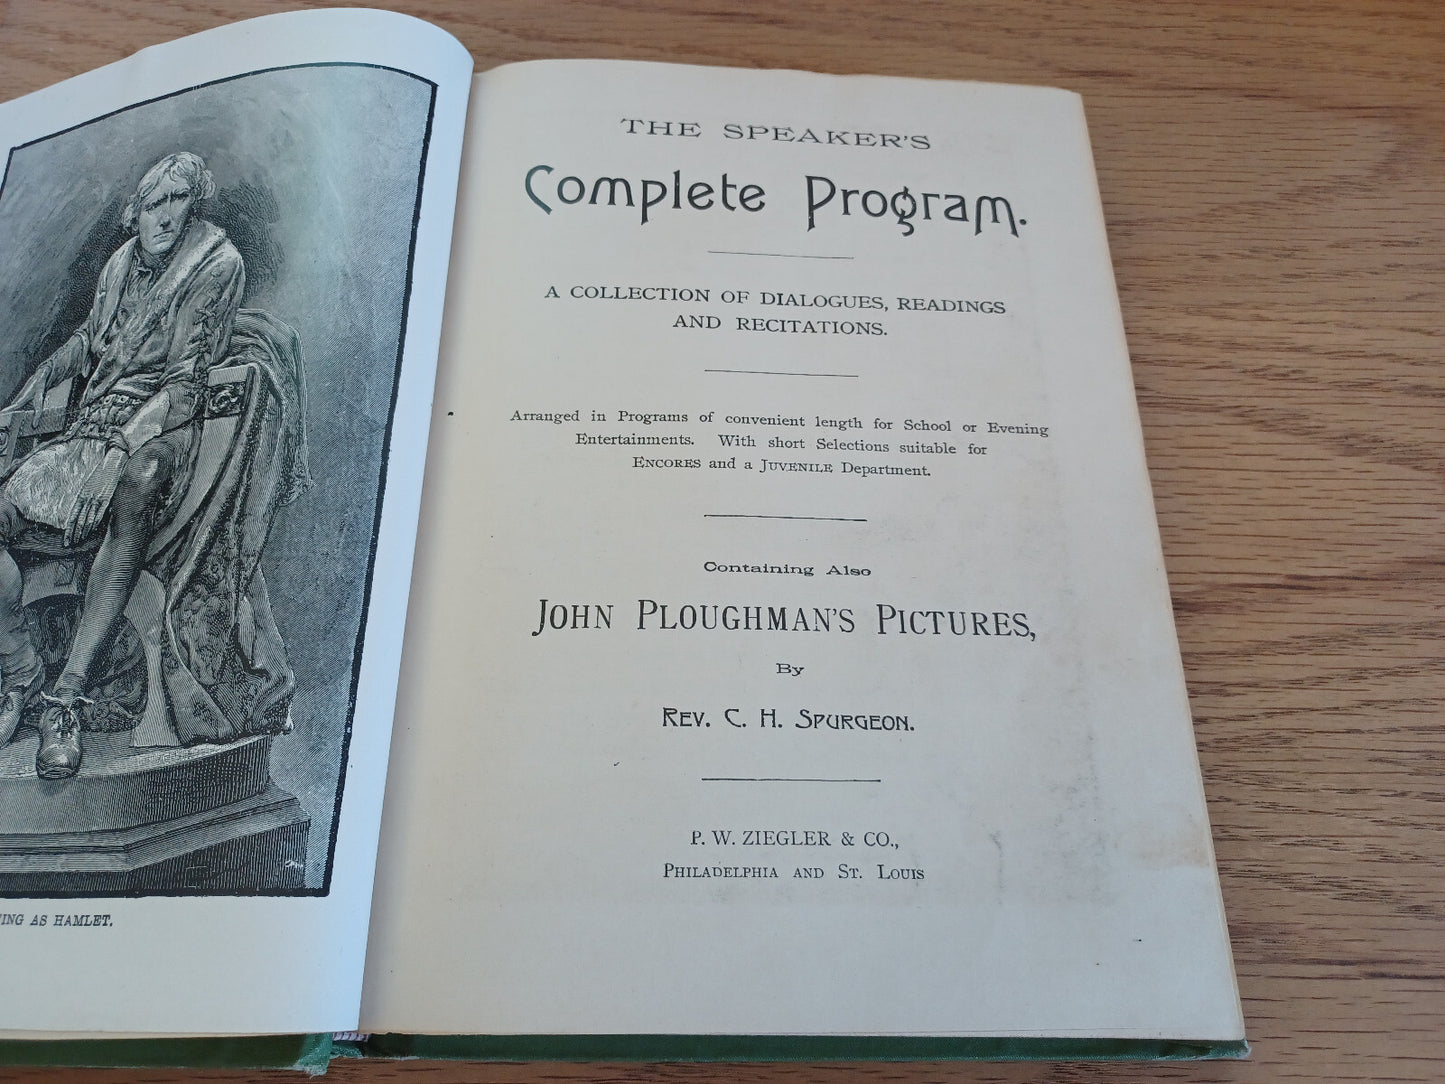 AS HAMLET.
THE SPEAKER'S
Complete Program.
A COLLECTION OF DIALOGUES, READINGS
AND RECITATIONS.
Arranged in Programs of convenient length for School or Evening
Entertainments. With short Selections suitable for
ENCORES and a JUVENILE Department.
Containing Also
JOHN PLOUGHMAN'S PICTURES,
By
REV. C. H. SPURGEON.
P. W. ZIEGLER & CO.,
PHILADELPHIA AND ST. LOUIS